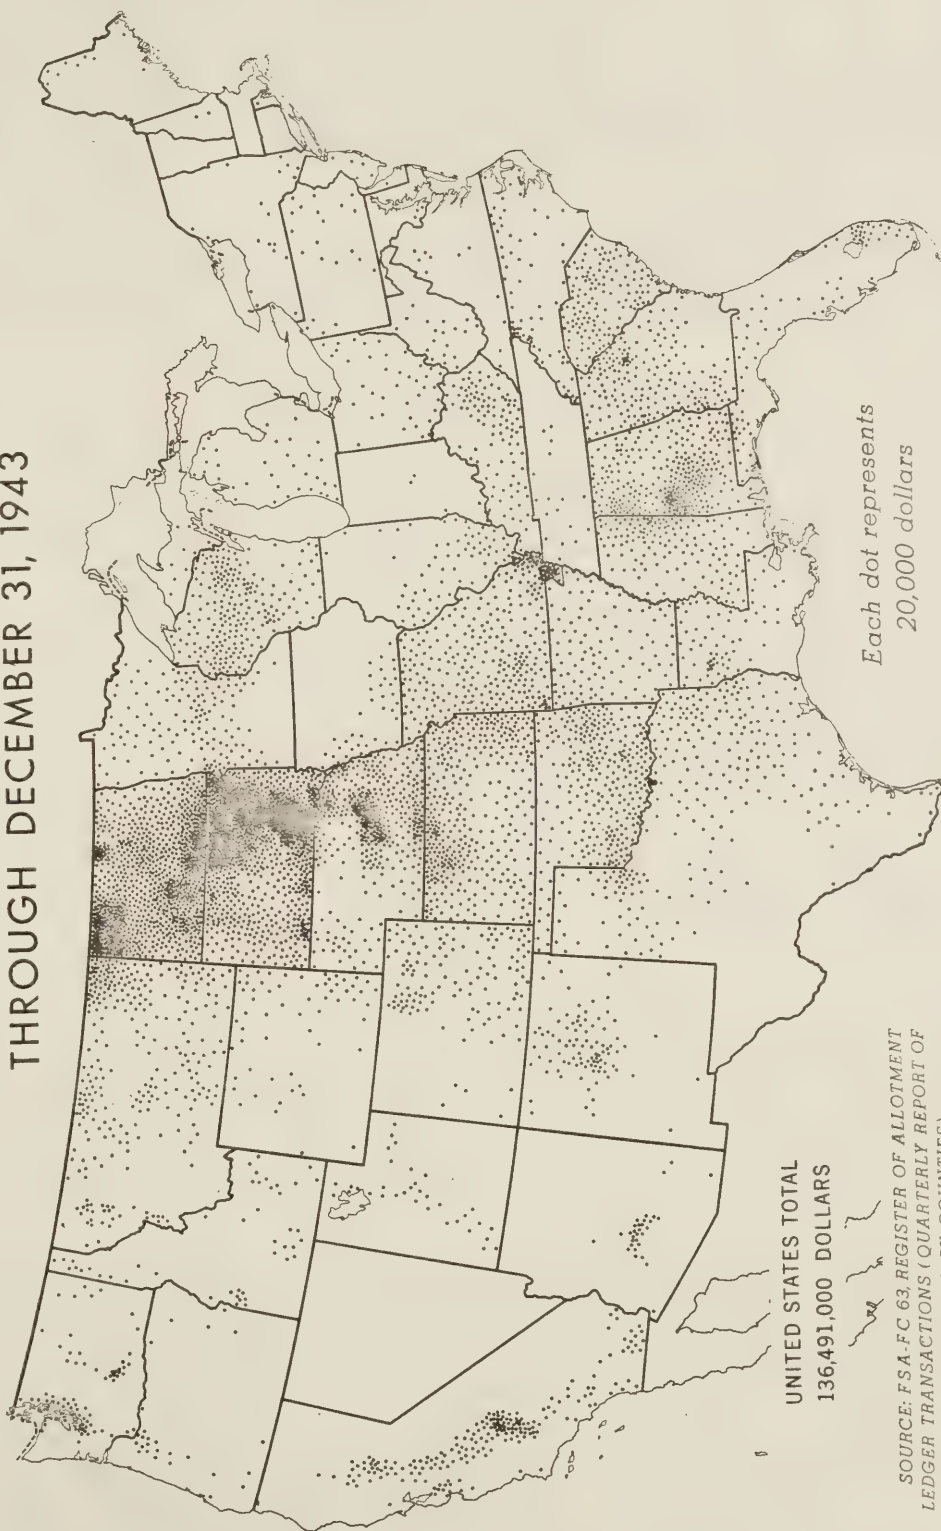 THROUGH DECEMBER 31, 1943
Each dot represents
20,000 dollars
UNITED STATES TOTAL
136,491,000 DOLLARS
SOURCE: FSA-FC 63, REGISTER OF ALLOTMENT
LEDGER TRANSACTIONS (QUARTERLY REPORT OF